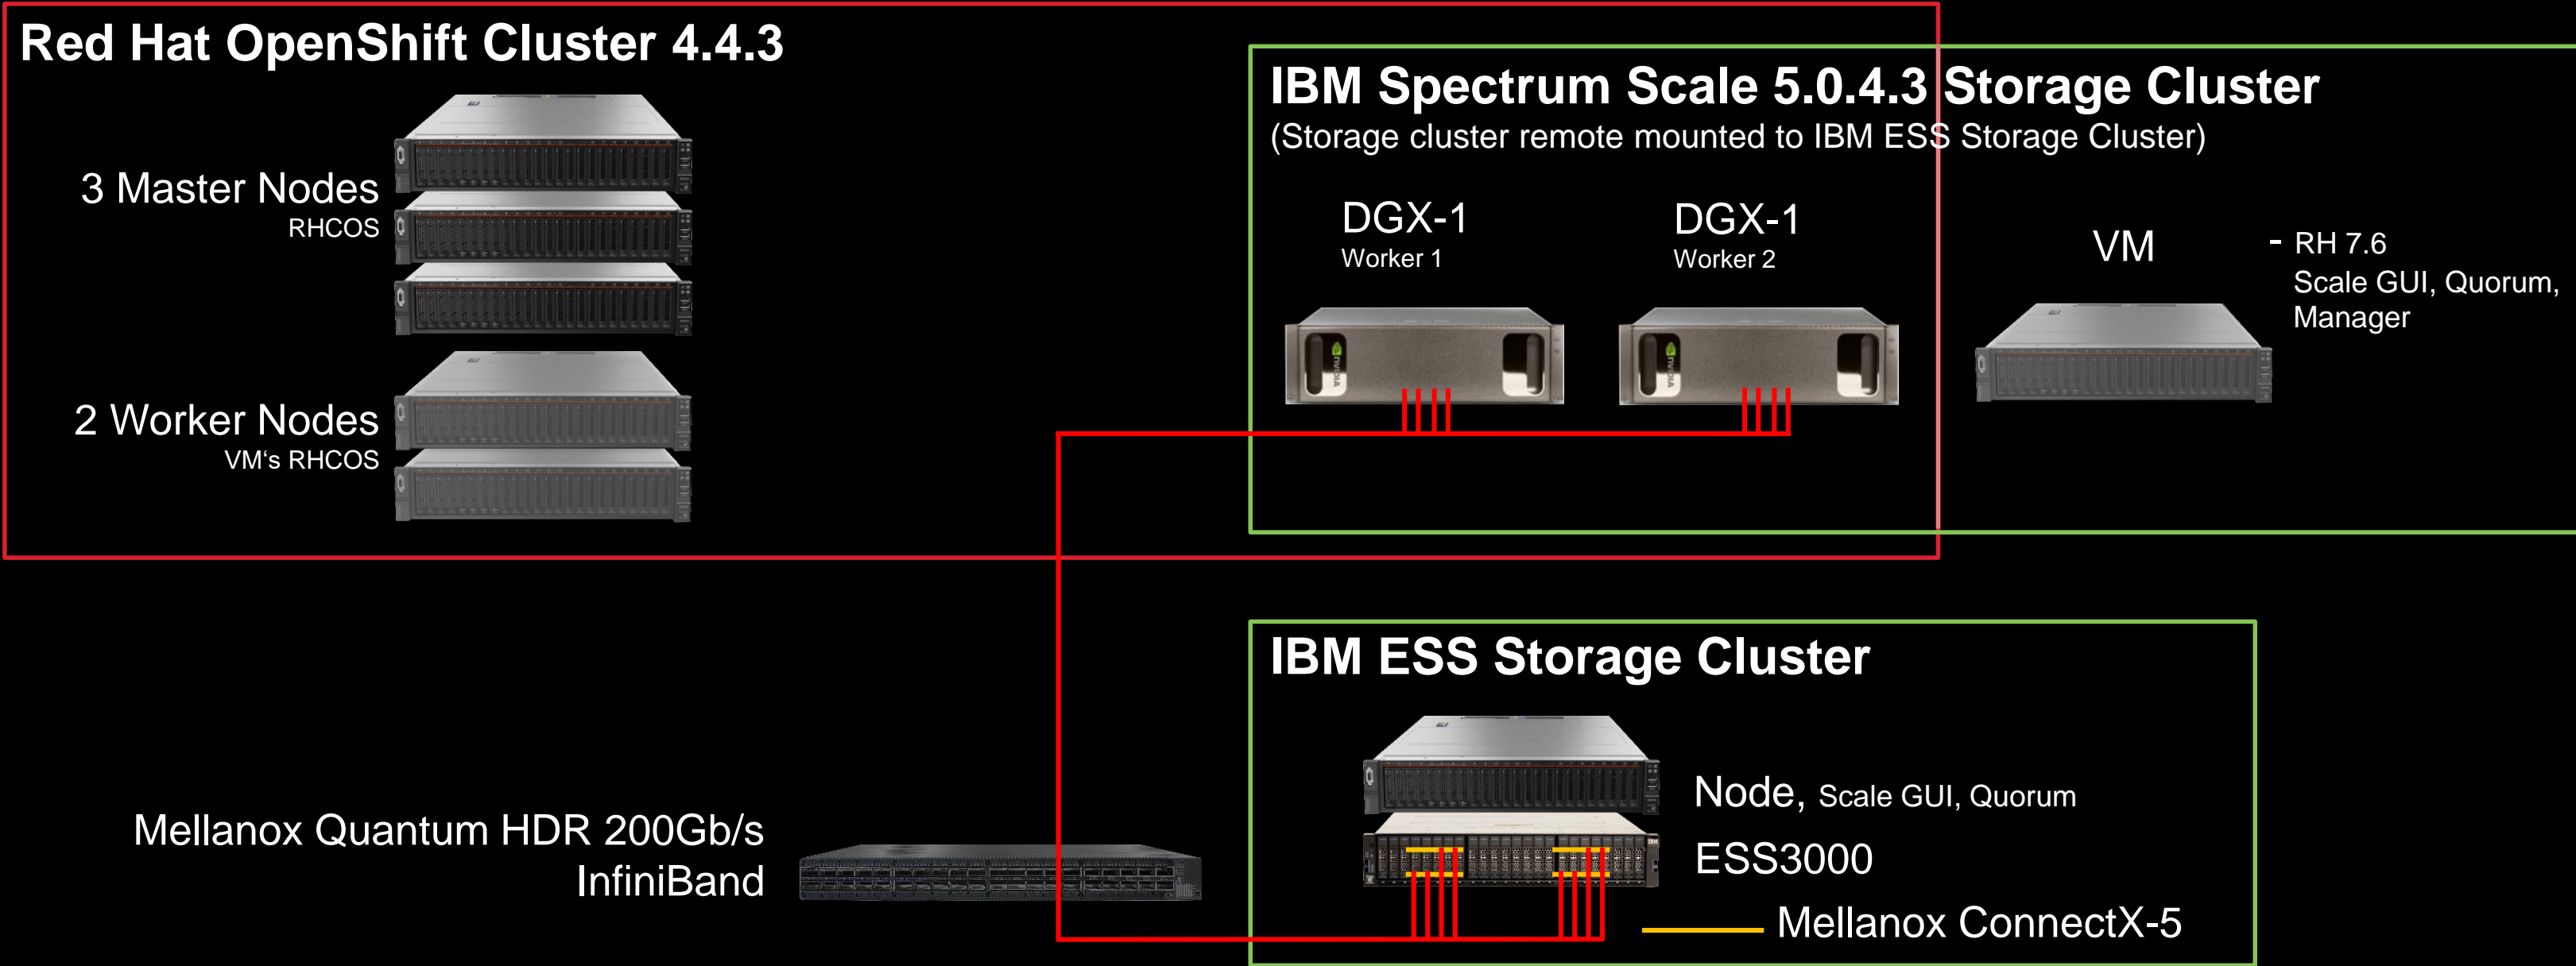 Red Hat OpenShift Cluster 4.4.3
3 Master Nodes
RHCOS
2 Worker Nodes
VM‘s RHCOS
IBM Spectrum Scale 5.0.4.3 Storage Cluster
(Storage cluster remote mounted to IBM ESS Storage Cluster)
DGX-1
Worker 1
NVIDIA
DGX-1
Worker 2
NVIDIA
VM
- RH 7.6
Scale GUI, Quorum,
Manager
IBM ESS Storage Cluster
Node, Scale GUI, Quorum
ESS3000
Mellanox ConnectX-5
Mellanox Quantum HDR 200Gb/s
InfiniBand